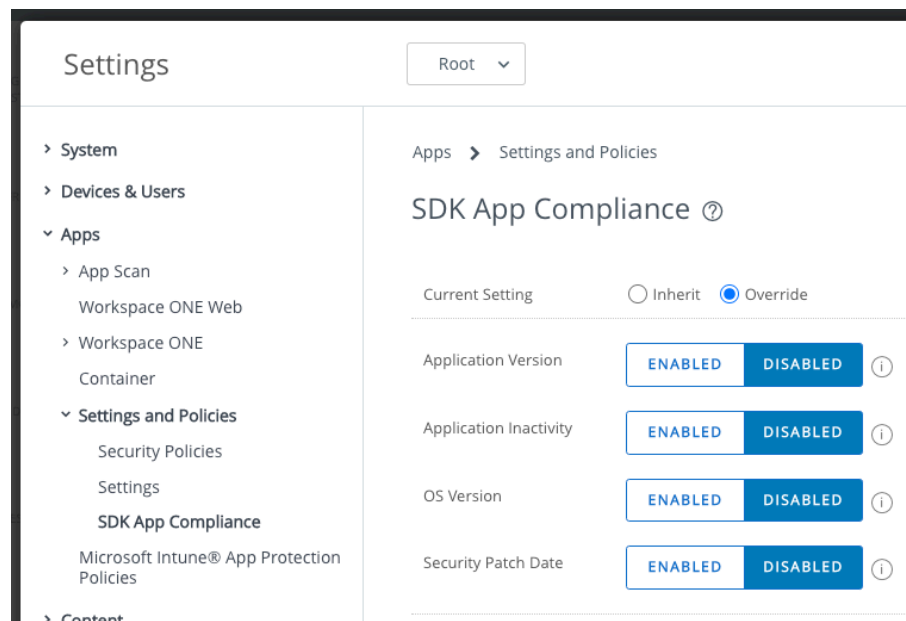 Settings
Root
System
Devices & Users
Apps
App Scan
Workspace ONE Web
Workspace ONE
Container
Settings and Policies
Security Policies
Settings
SDK App Compliance
Microsoft Intune® App Protection
Policies
Content
Apps > Settings and Policies
SDK App Compliance
Current Setting Inherit Override
Application Version ENABLED DISABLED
Application Inactivity ENABLED DISABLED
OS Version ENABLED DISABLED
Security Patch Date ENABLED DISABLED